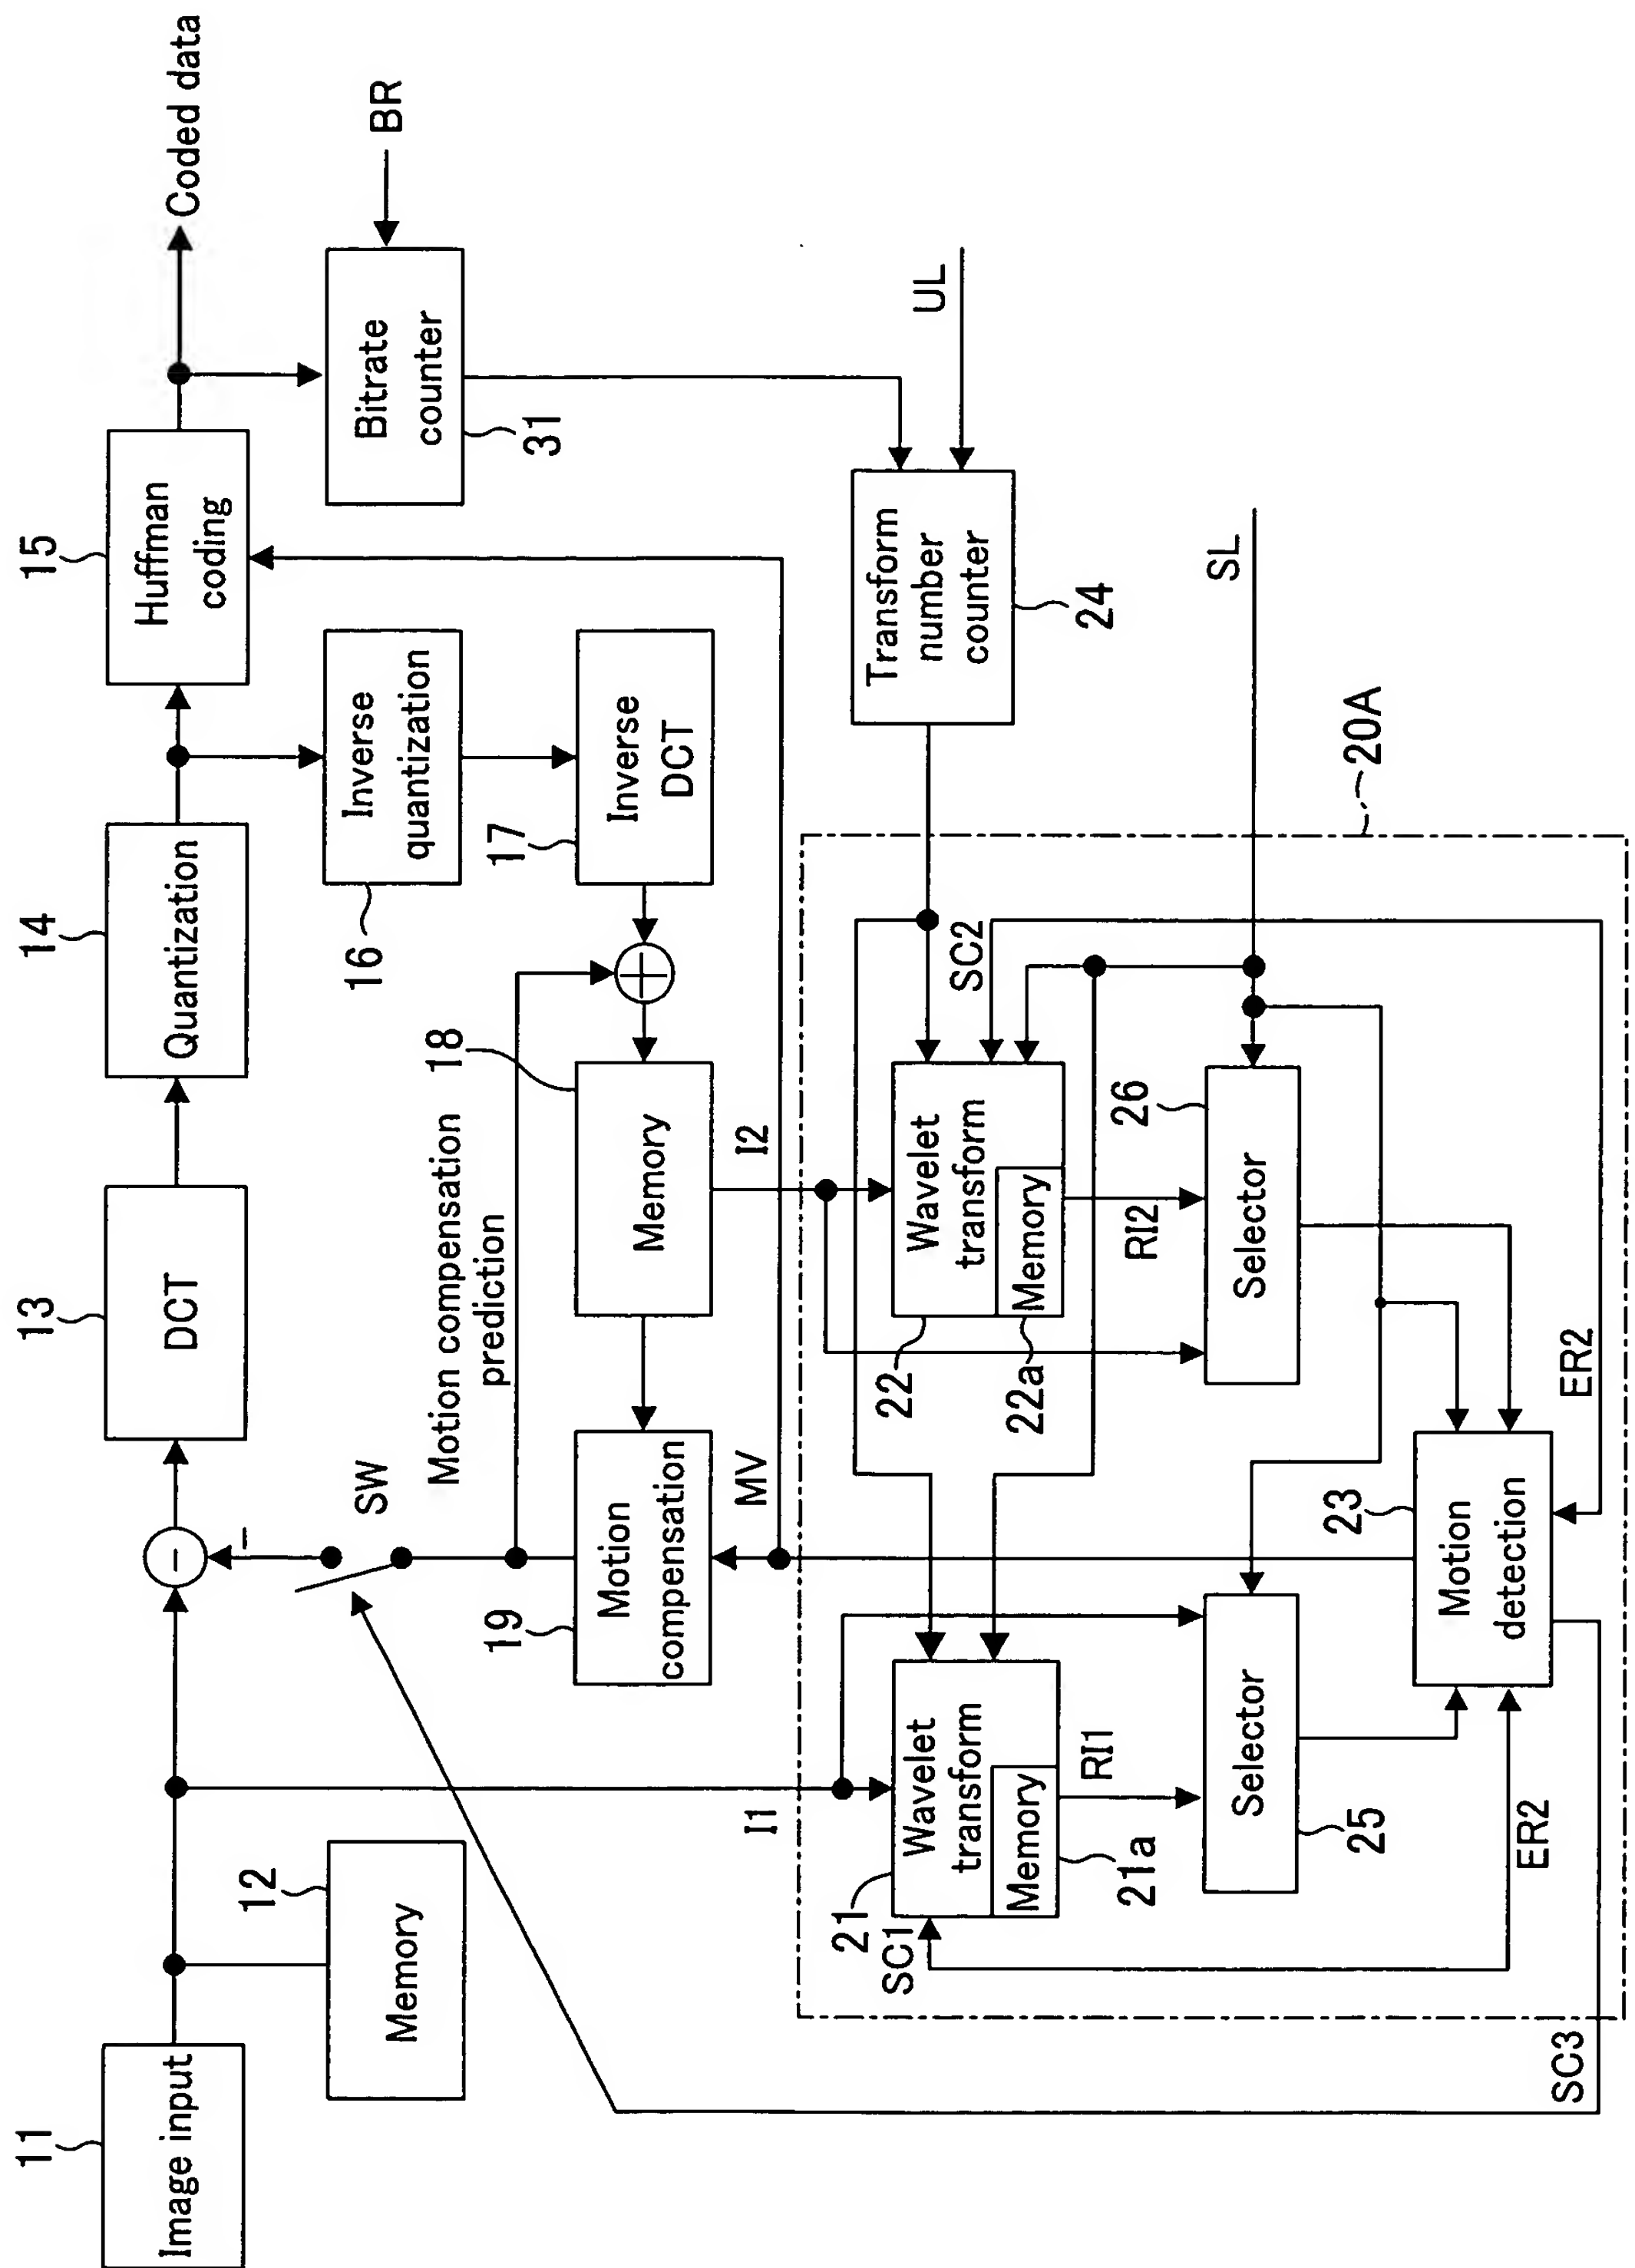 11
Image input
12
Memory
13
DCT
14
Quantization
15
Huffman
coding
Coded data
BR
Bitrate
counter
31
Inverse
quantization
16
17
Inverse
DCT
SW
Motion compensation
prediction
18
Memory
19
Motion
compensation
MV
I2
I1
UL
Transform
number
counter
24
SL
20A
SC2
Wavelet
transform
Memory
22
22a
RI2
26
Selector
Wavelet
transform
Memory
21
21a
SC1
RI1
Selector
25
23
Motion
detection
ER2
ER2
SC3
-
-